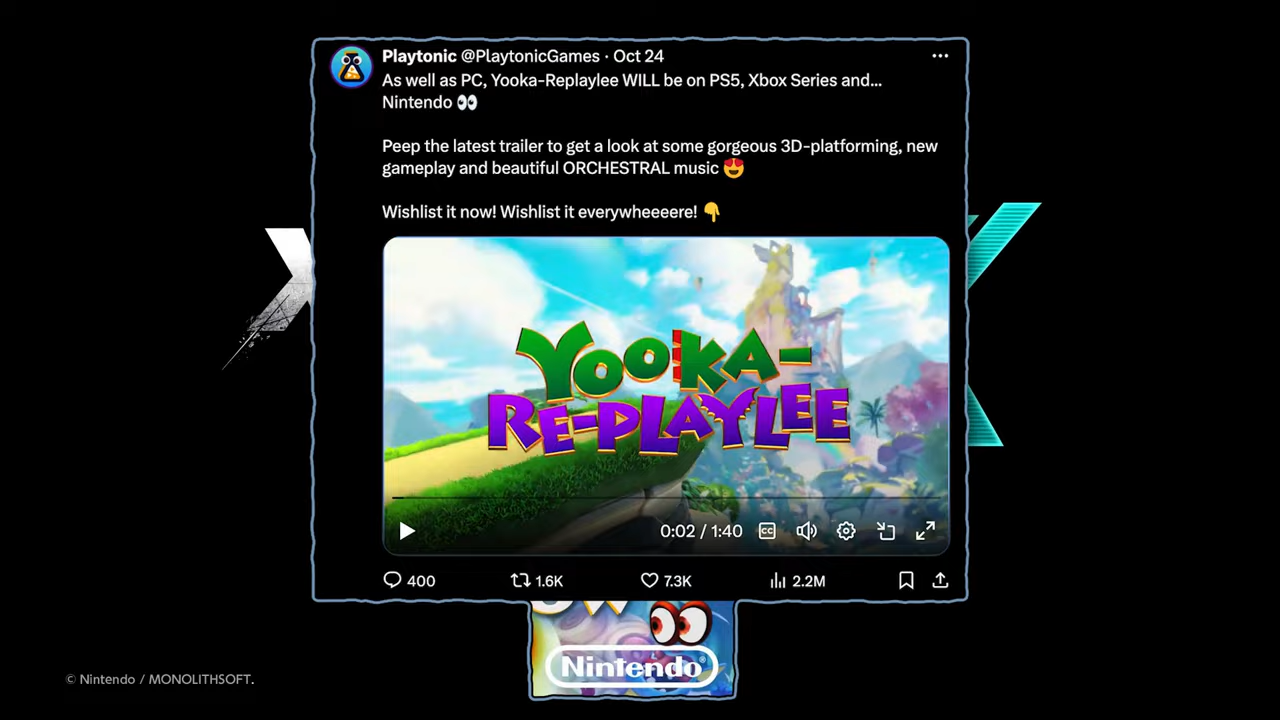 Playtonic @PlaytonicGames · Oct 24
As well as PC, Yooka-Replaylee WILL be on PS5, Xbox Series and...
Nintendo 👀
Peep the latest trailer to get a look at some gorgeous 3D-platforming, new
gameplay and beautiful ORCHESTRAL music 😍
Wishlist it now! Wishlist it everywheeeere! 👇
YOOKA-
RE-PLAYLEE
0:02 / 1:40 CC
400 1.6K 7.3K 2.2M
Nintendo®
© Nintendo / MONOLITHSOFT.